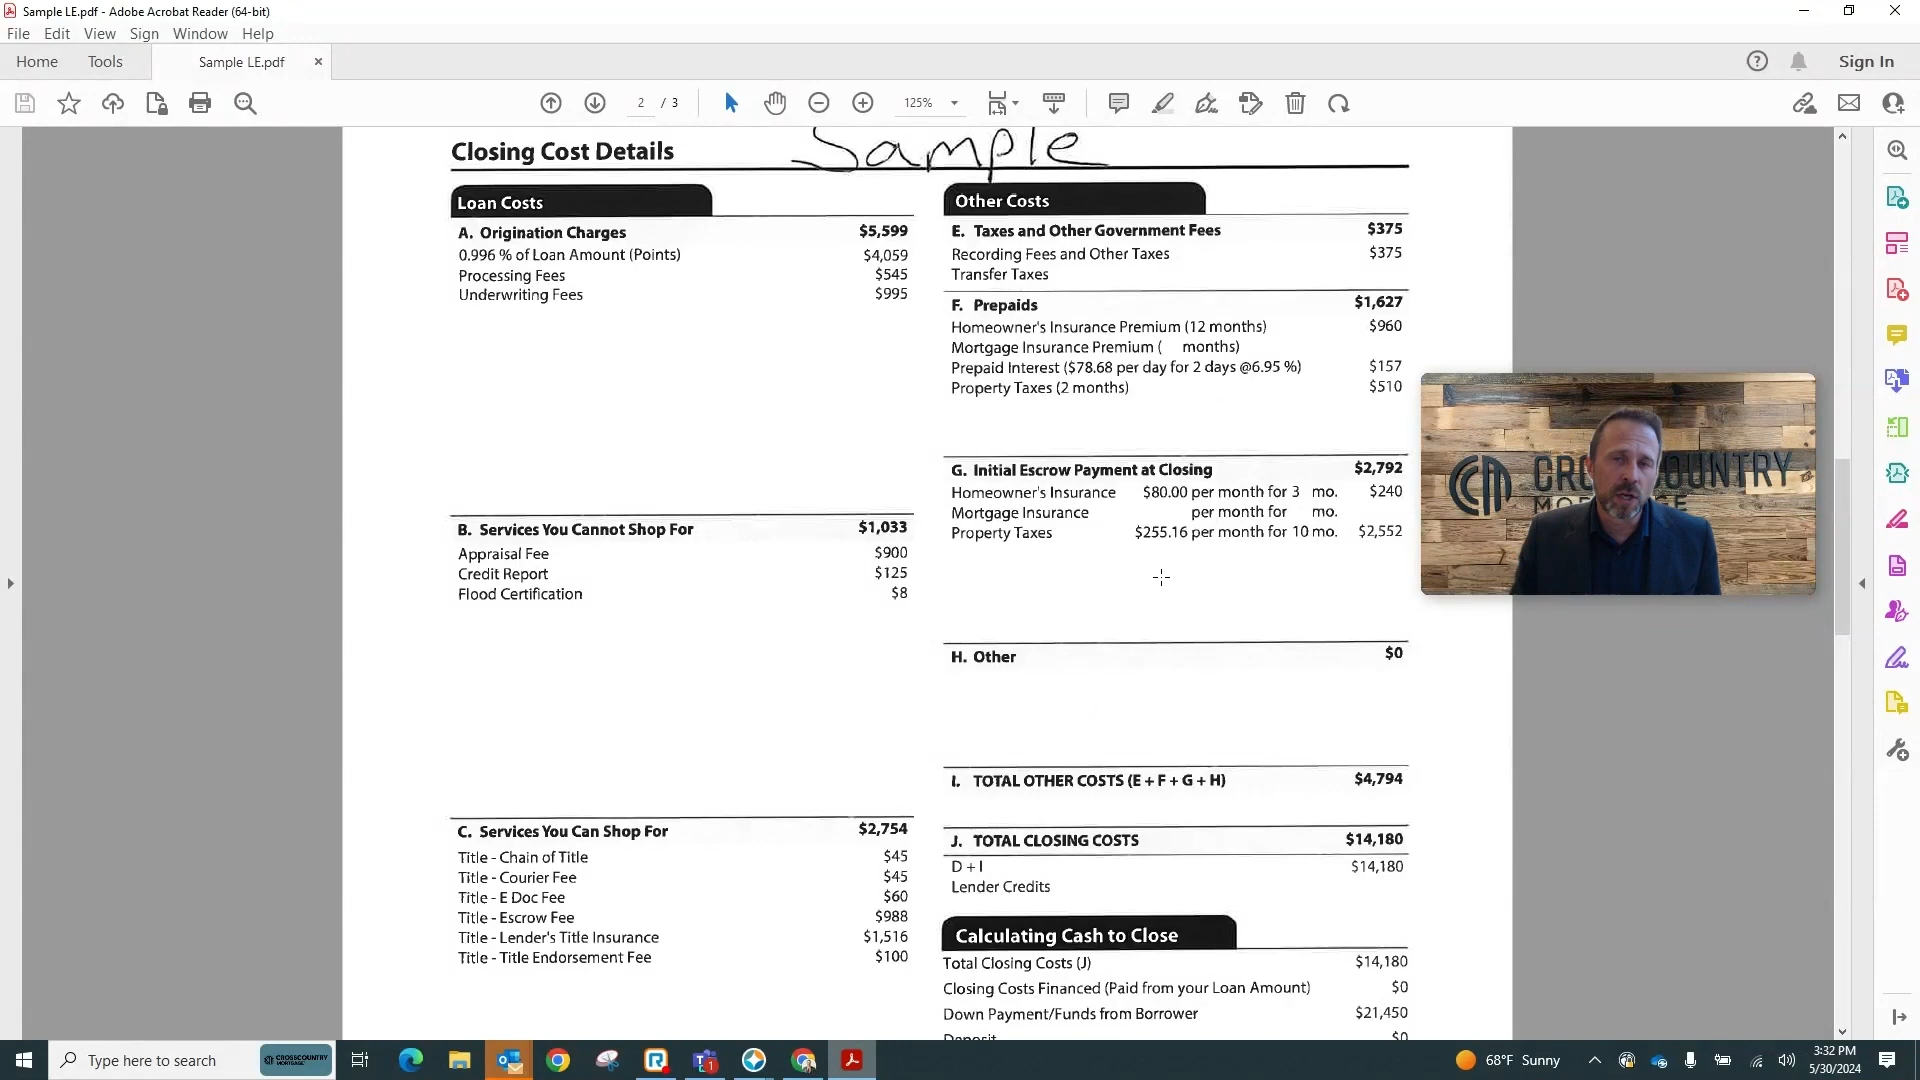 Sample LE.pdf - Adobe Acrobat Reader (64-bit)
File Edit View Sign Window Help
Home Tools Sample LE.pdf × Sign In
2 / 3 125%
Closing Cost Details Sample
Loan Costs
A. Origination Charges $5,599
0.996 % of Loan Amount (Points) $4,059
Processing Fees $545
Underwriting Fees $995
B. Services You Cannot Shop For $1,033
Appraisal Fee $900
Credit Report $125
Flood Certification $8
C. Services You Can Shop For $2,754
Title - Chain of Title $45
Title - Courier Fee $45
Title - E Doc Fee $60
Title - Escrow Fee $988
Title - Lender's Title Insurance $1,516
Title - Title Endorsement Fee $100
Other Costs
E. Taxes and Other Government Fees $375
Recording Fees and Other Taxes $375
Transfer Taxes
F. Prepaids $1,627
Homeowner's Insurance Premium (12 months) $960
Mortgage Insurance Premium ( months)
Prepaid Interest ($78.68 per day for 2 days @6.95 %) $157
Property Taxes (2 months) $510
G. Initial Escrow Payment at Closing $2,792
Homeowner's Insurance $80.00 per month for 3 mo. $240
Mortgage Insurance per month for mo.
Property Taxes $255.16 per month for 10 mo. $2,552
H. Other $0
I. TOTAL OTHER COSTS (E + F + G + H) $4,794
J. TOTAL CLOSING COSTS $14,180
D + I $14,180
Lender Credits
Calculating Cash to Close
Total Closing Costs (J) $14,180
Closing Costs Financed (Paid from your Loan Amount) $0
Down Payment/Funds from Borrower $21,450
Deposit $0
Type here to search
CROSSCOUNTRY MORTGAGE
68°F Sunny
3:32 PM
5/30/2024